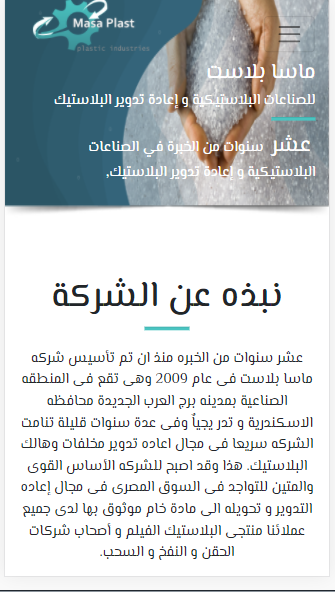 Masa Plast
plastic industries
ماسا بلاست
للصناعات البلاستيكية و إعادة تدوير البلاستيك
عشر سنوات من الخبرة في الصناعات
البلاستيكية و إعادة تدوير البلاستيك,
نبذه عن الشركة
عشر سنوات من الخبره منذ ان تم تأسيس شركه
ماسا بلاست فى عام 2009 وهى تقع فى المنطقه
الصناعية بمدينه برج العرب الجديدة محافظه
الاسكندرية و تدر يجياً وفى عدة سنوات قليلة تنامت
الشركه سريعا فى مجال اعاده تدوير مخلفات وهالك
البلاستيك. هذا وقد اصبح للشركه الأساس القوى
والمتين للتواجد فى السوق المصرى فى مجال إعاده
التدوير و تحويله الى مادة خام موثوق بها لدى جميع
عملائنا منتجى البلاستيك الفيلم و أصحاب شركات
الحقن و النفخ و السحب.